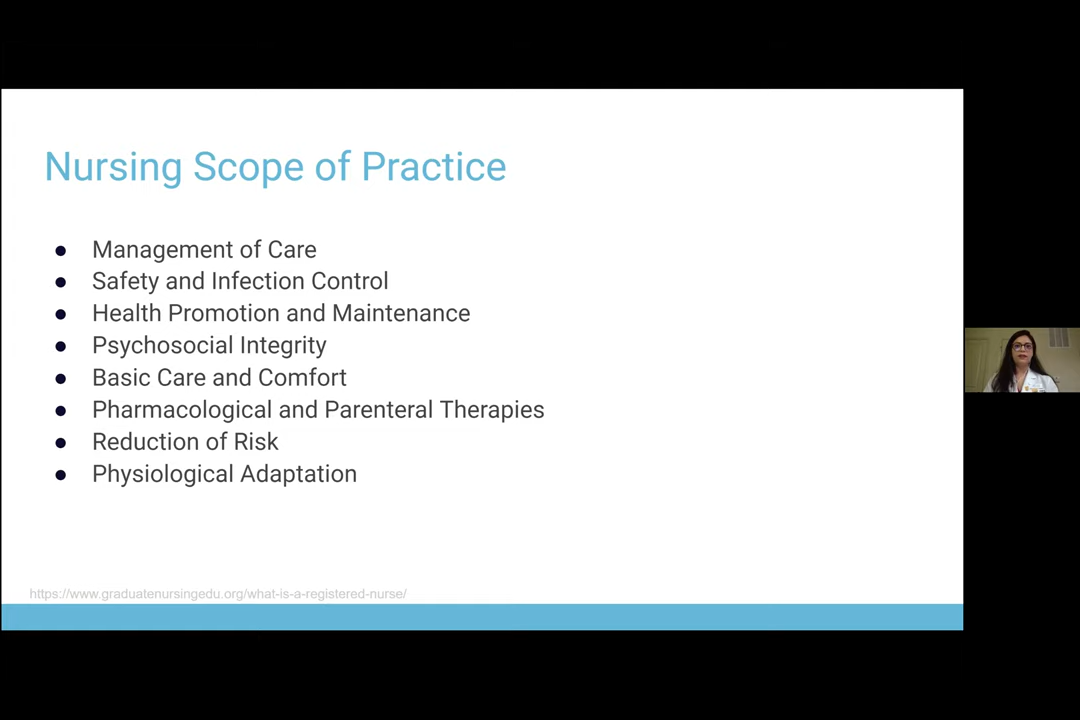 Nursing Scope of Practice
● Management of Care
● Safety and Infection Control
● Health Promotion and Maintenance
● Psychosocial Integrity
● Basic Care and Comfort
● Pharmacological and Parenteral Therapies
● Reduction of Risk
● Physiological Adaptation
https://www.graduatenursingedu.org/what-is-a-registered-nurse/